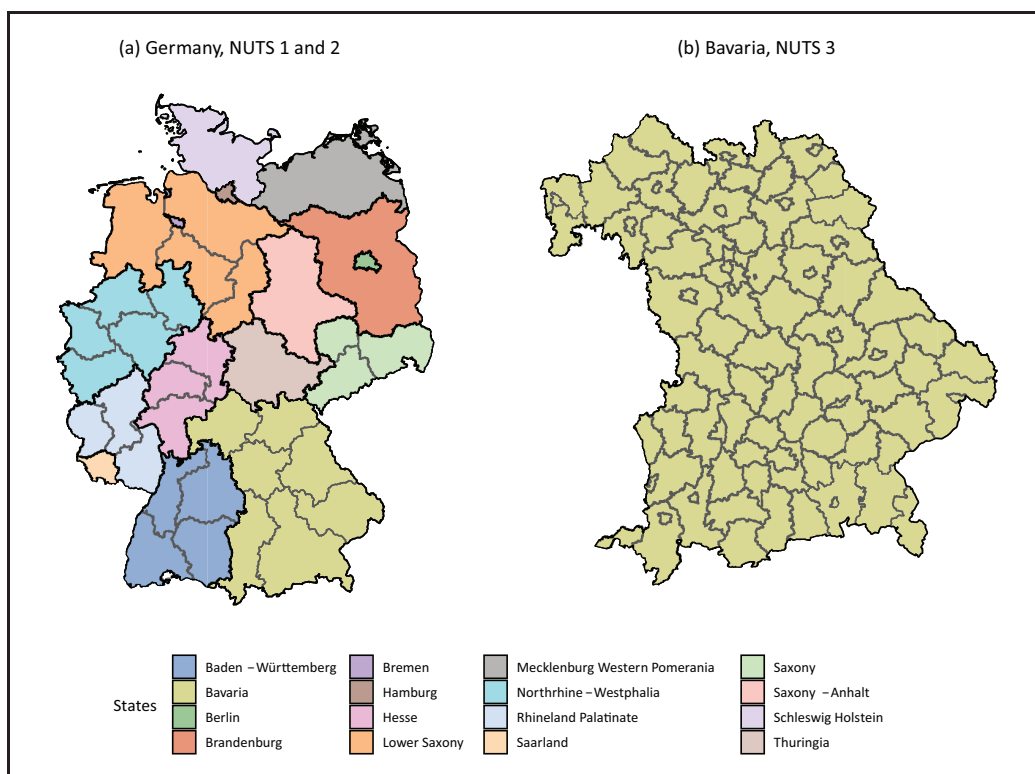 (a) Germany, NUTS 1 and 2
(b) Bavaria, NUTS 3
States
Baden –Württemberg
Bavaria
Berlin
Brandenburg
Bremen
Hamburg
Hesse
Lower Saxony
Mecklenburg Western Pomerania
Northrhine –Westphalia
Rhineland Palatinate
Saarland
Saxony
Saxony –Anhalt
Schleswig Holstein
Thuringia